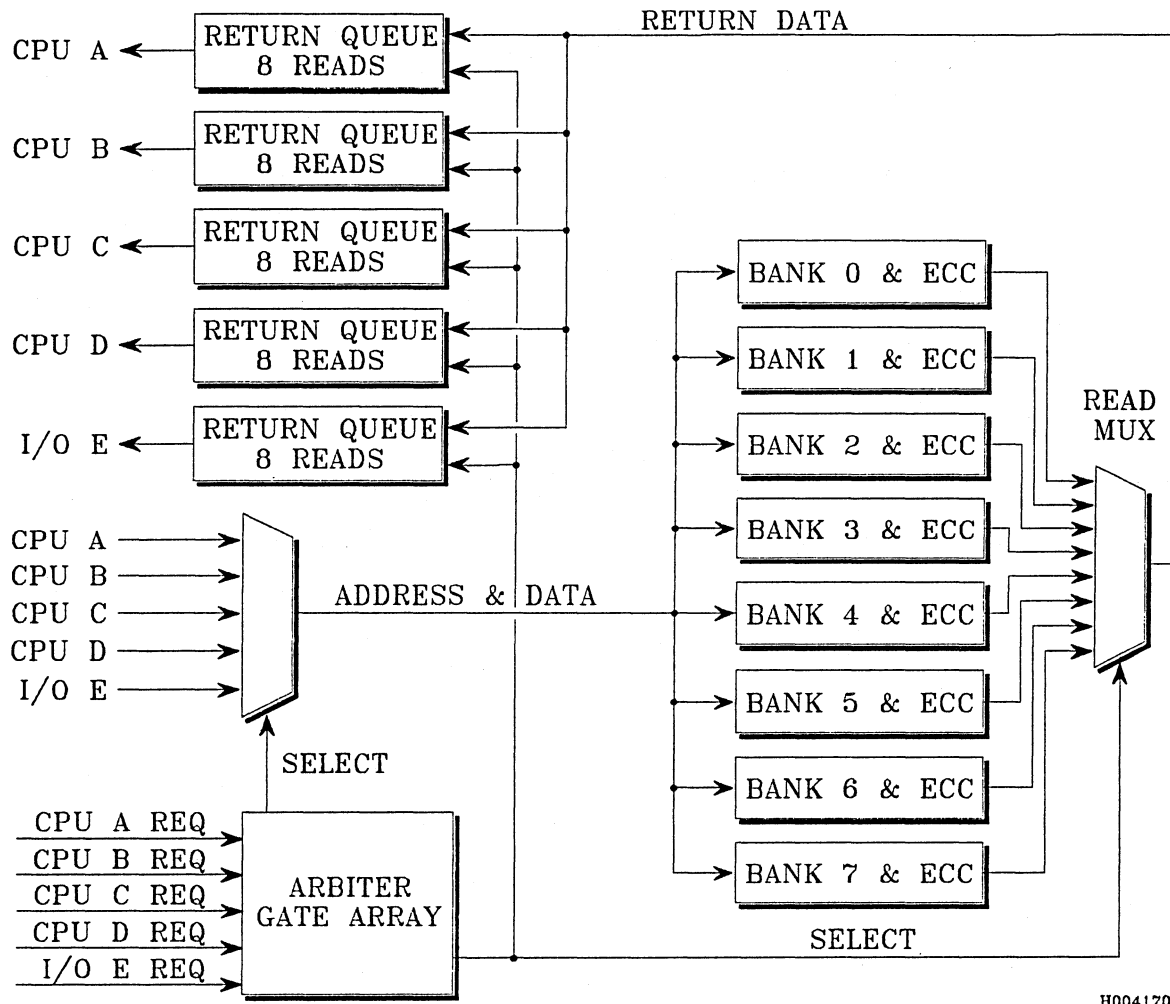 RETURN DATA
CPU A
RETURN QUEUE
8 READS
CPU B
RETURN QUEUE
8 READS
CPU C
RETURN QUEUE
8 READS
CPU D
RETURN QUEUE
8 READS
I/O E
RETURN QUEUE
8 READS
CPU A
CPU B
CPU C
CPU D
I/O E
ADDRESS & DATA
SELECT
CPU A REQ
CPU B REQ
CPU C REQ
CPU D REQ
I/O E REQ
ARBITER
GATE ARRAY
BANK 0 & ECC
BANK 1 & ECC
BANK 2 & ECC
BANK 3 & ECC
BANK 4 & ECC
BANK 5 & ECC
BANK 6 & ECC
BANK 7 & ECC
READ
MUX
SELECT
H004170